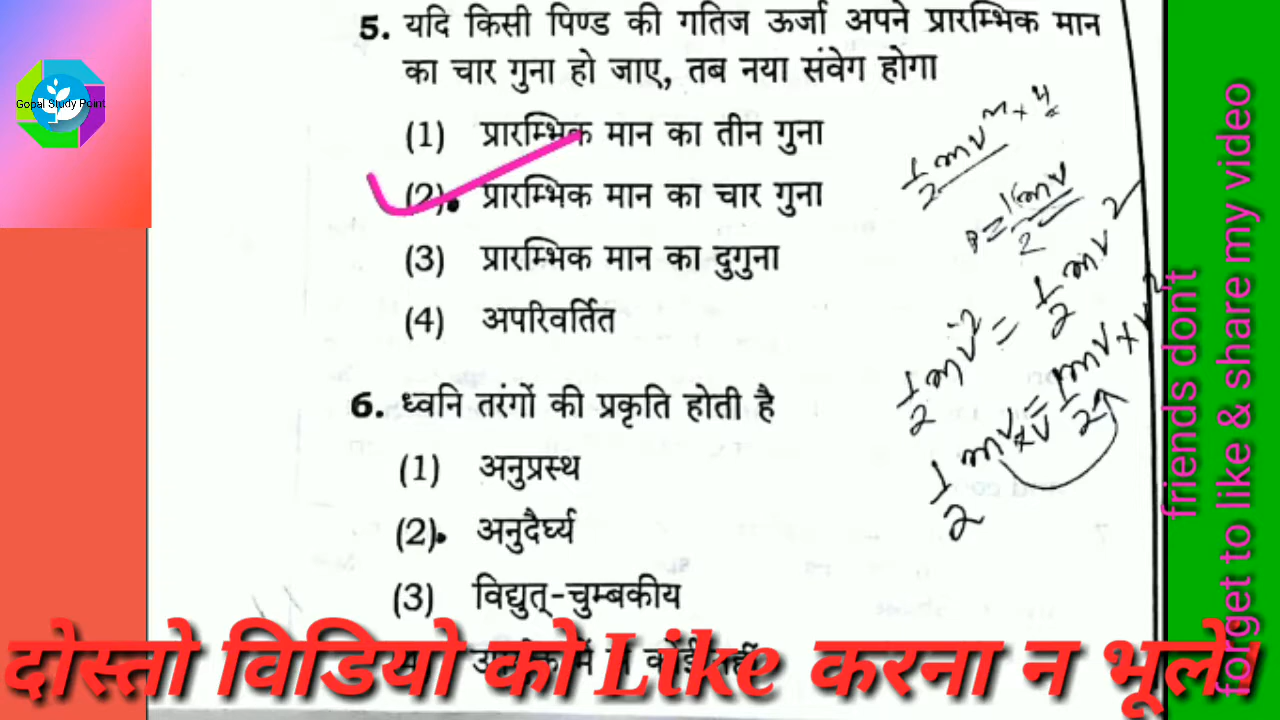 Gopal Study Point
5. यदि किसी पिण्ड की गतिज ऊर्जा अपने प्रारम्भिक मान
का चार गुना हो जाए, तब नया संवेग होगा
(1) प्रारम्भिक मान का तीन गुना
(2). प्रारम्भिक मान का चार गुना
(3) प्रारम्भिक मान का दुगुना
(4) अपरिवर्तित
6. ध्वनि तरंगों की प्रकृति होती है
(1) अनुप्रस्थ
(2). अनुदैर्घ्य
(3) विद्युत्-चुम्बकीय
दोस्तो विडियो को Like करना न भूले
friends don't
forget to like & share my video